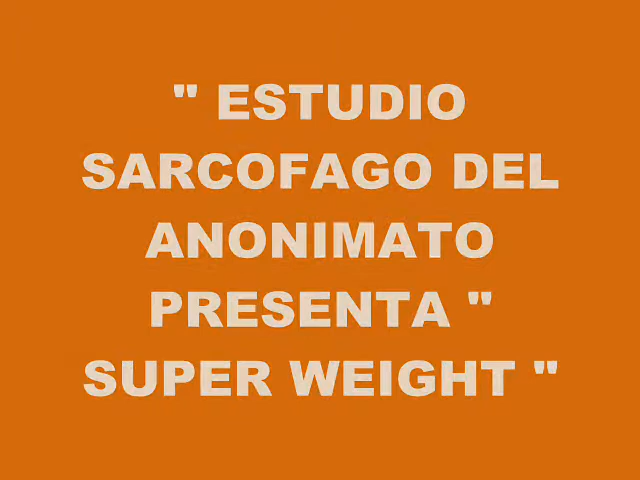 " ESTUDIO
SARCOFAGO DEL
ANONIMATO
PRESENTA "
SUPER WEIGHT "